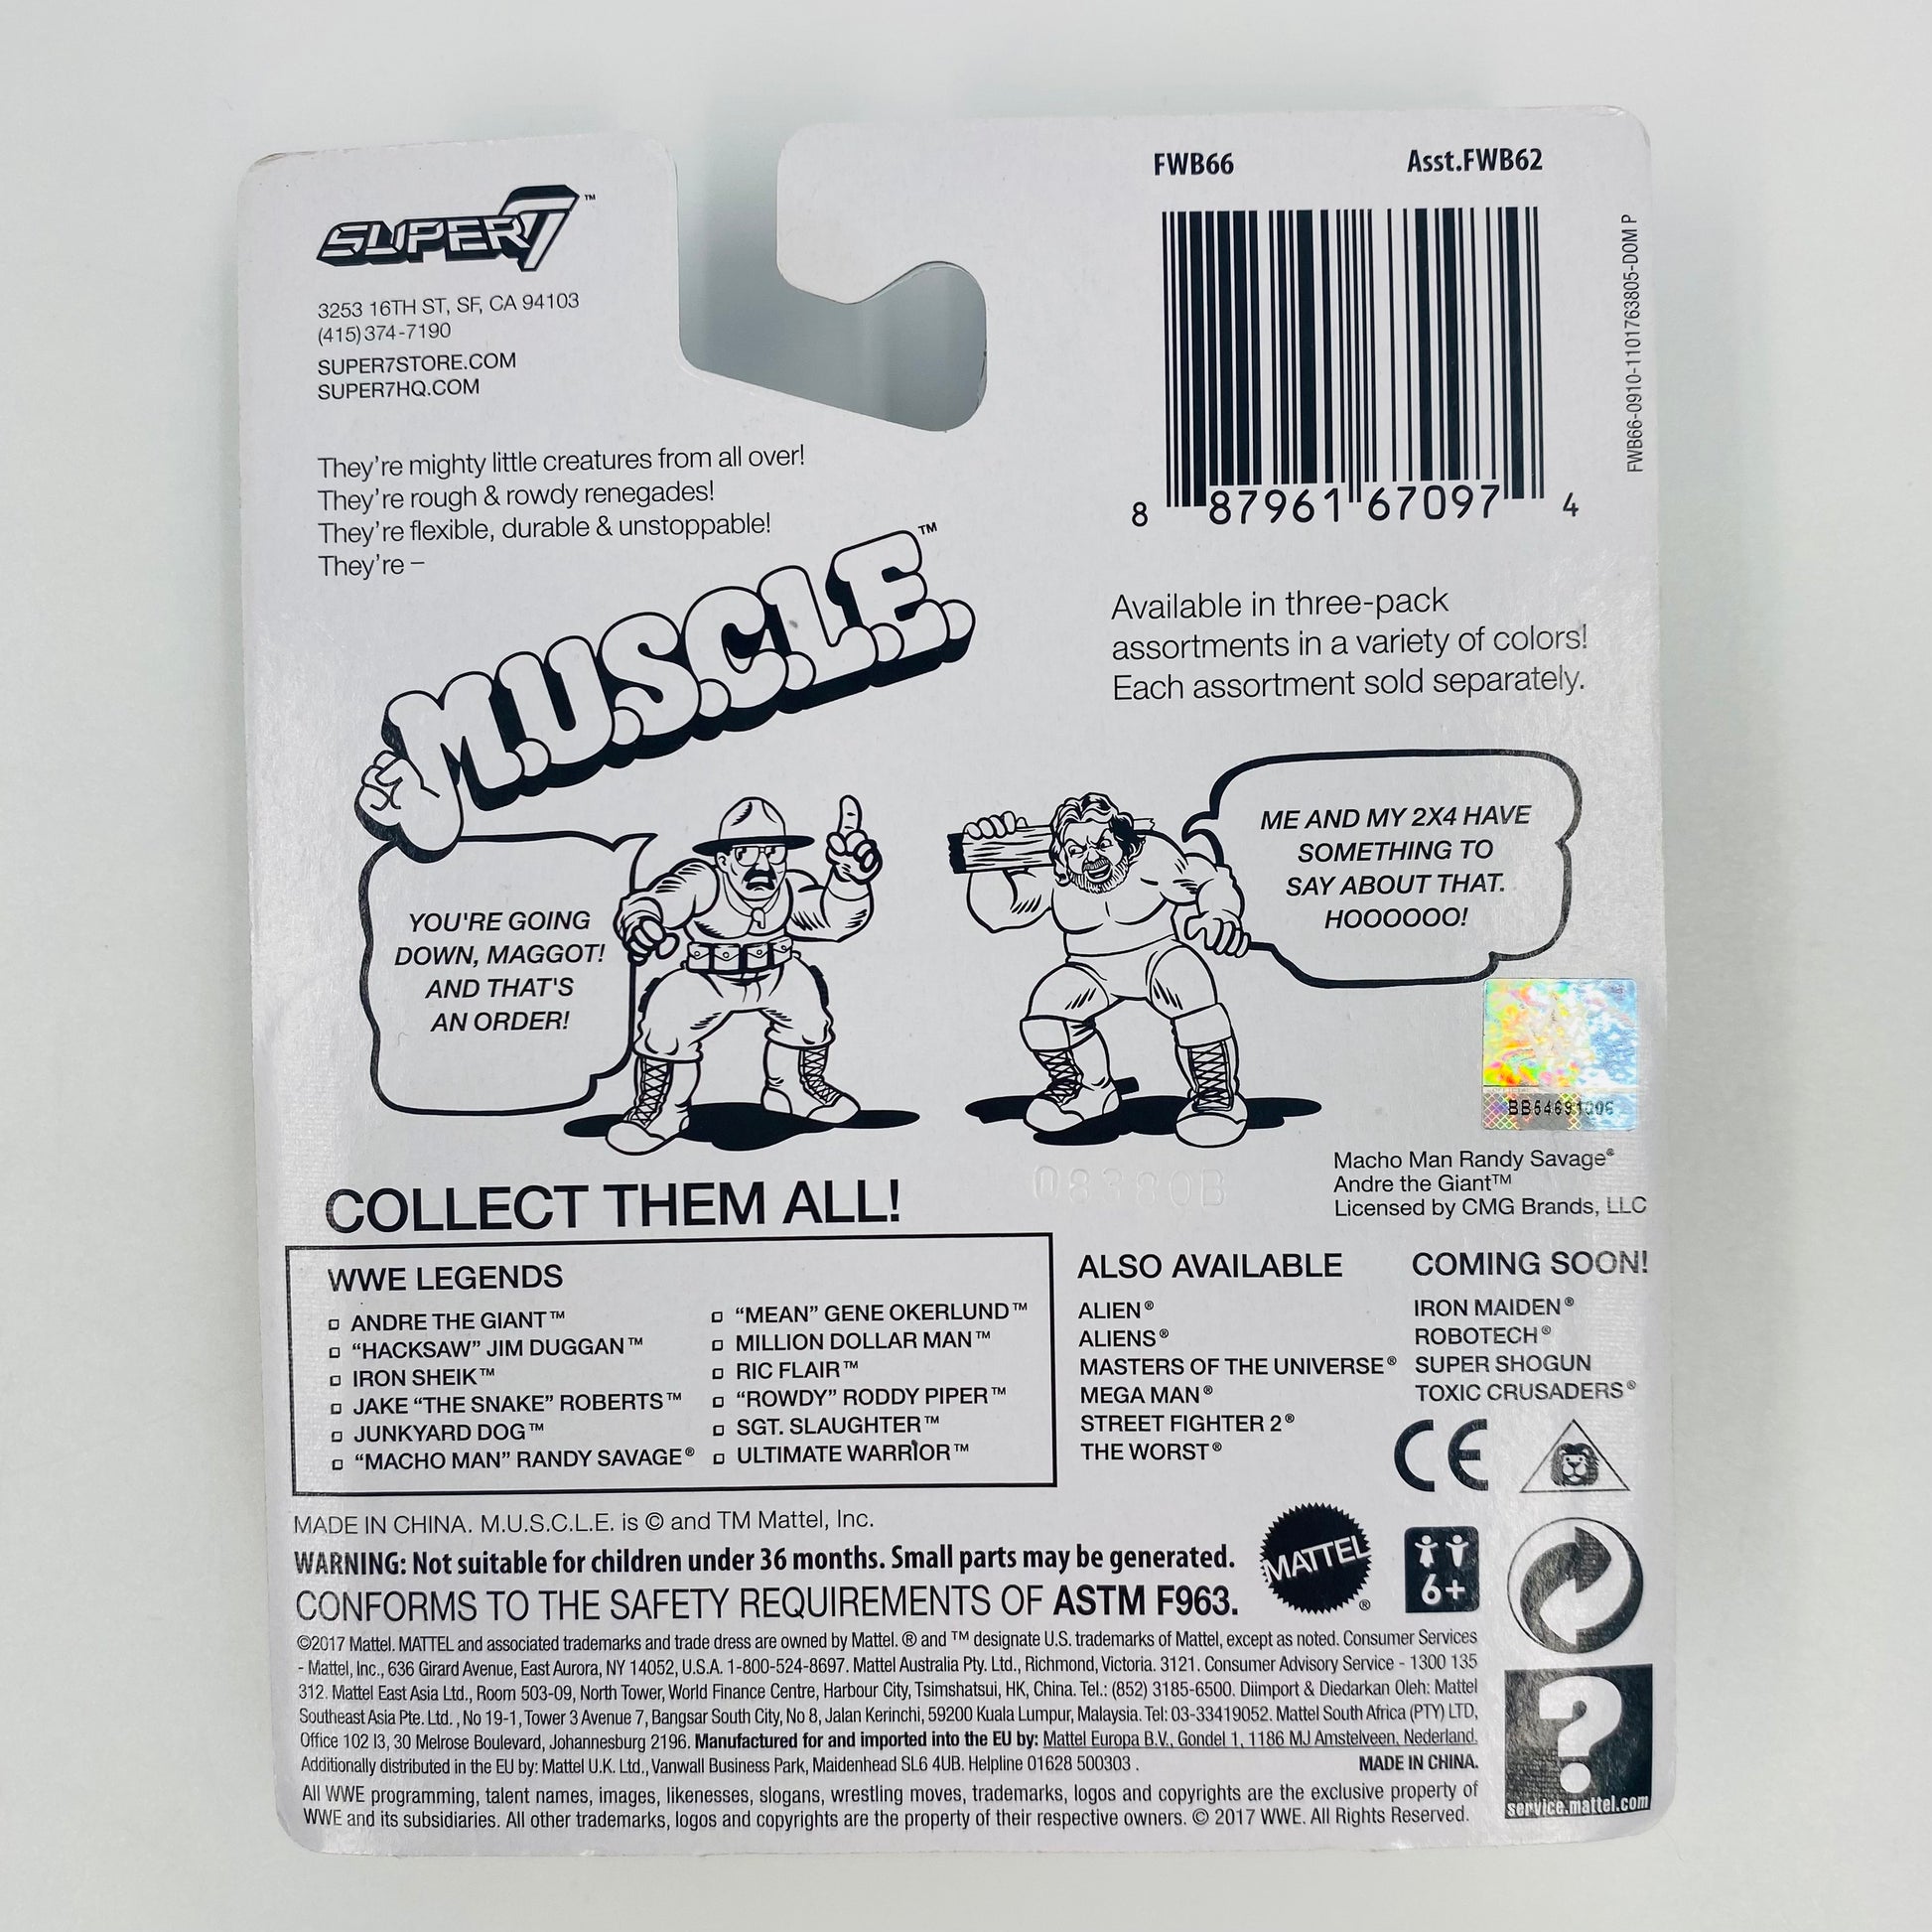 SUPER7™
3253 16TH ST, SF, CA 94103
(415)374-7190
SUPER7STORE.COM
SUPER7HQ.COM
FWB66 Asst.FWB62
8 87961 67097 4
FWB66-0910-1101763805-DOM P
They're mighty little creatures from all over!
They're rough & rowdy renegades!
They're flexible, durable & unstoppable!
They're –
M.U.S.C.L.E.™
Available in three-pack
assortments in a variety of colors!
Each assortment sold separately.
YOU'RE GOING
DOWN, MAGGOT!
AND THAT'S
AN ORDER!
ME AND MY 2X4 HAVE
SOMETHING TO
SAY ABOUT THAT.
HOOOOOO!
Macho Man Randy Savage®
Andre the Giant™
Licensed by CMG Brands, LLC
COLLECT THEM ALL!
WWE LEGENDS
ANDRE THE GIANT™
"HACKSAW" JIM DUGGAN™
IRON SHEIK™
JAKE "THE SNAKE" ROBERTS™
JUNKYARD DOG™
"MACHO MAN" RANDY SAVAGE®
"MEAN" GENE OKERLUND™
MILLION DOLLAR MAN™
RIC FLAIR™
"ROWDY" RODDY PIPER™
SGT. SLAUGHTER™
ULTIMATE WARRIOR™
ALSO AVAILABLE
ALIEN®
ALIENS®
MASTERS OF THE UNIVERSE®
MEGA MAN®
STREET FIGHTER 2®
THE WORST®
COMING SOON!
IRON MAIDEN®
ROBOTECH®
SUPER SHOGUN
TOXIC CRUSADERS®
CE
MADE IN CHINA. M.U.S.C.L.E. is © and TM Mattel, Inc.
WARNING: Not suitable for children under 36 months. Small parts may be generated.
CONFORMS TO THE SAFETY REQUIREMENTS OF ASTM F963.
MATTEL®
6+
©2017 Mattel. MATTEL and associated trademarks and trade dress are owned by Mattel. ® and ™ designate U.S. trademarks of Mattel, except as noted. Consumer Services
- Mattel, Inc., 636 Girard Avenue, East Aurora, NY 14052, U.S.A. 1-800-524-8697. Mattel Australia Pty. Ltd., Richmond, Victoria. 3121. Consumer Advisory Service - 1300 135
312. Mattel East Asia Ltd., Room 503-09, North Tower, World Finance Centre, Harbour City, Tsimshatsui, HK, China. Tel.: (852) 3185-6500. Diimport & Diedarkan Oleh: Mattel
Southeast Asia Pte. Ltd. , No 19-1, Tower 3 Avenue 7, Bangsar South City, No 8, Jalan Kerinchi, 59200 Kuala Lumpur, Malaysia. Tel: 03-33419052. Mattel South Africa (PTY) LTD,
Office 102 I3, 30 Melrose Boulevard, Johannesburg 2196. Manufactured for and imported into the EU by: Mattel Europa B.V., Gondel 1, 1186 MJ Amstelveen, Nederland.
Additionally distributed in the EU by: Mattel U.K. Ltd., Vanwall Business Park, Maidenhead SL6 4UB. Helpline 01628 500303 . MADE IN CHINA.
All WWE programming, talent names, images, likenesses, slogans, wrestling moves, trademarks, logos and copyrights are the exclusive property of
WWE and its subsidiaries. All other trademarks, logos and copyrights are the property of their respective owners. © 2017 WWE. All Rights Reserved.
?
service.mattel.com